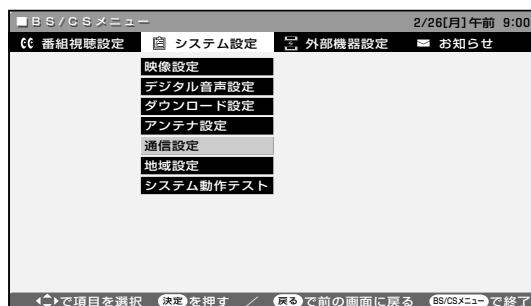 ■BS/CSメニュー 2/26[月]午前 9:00
番組視聴設定 システム設定 外部機器設定 お知らせ
映像設定
デジタル音声設定
ダウンロード設定
アンテナ設定
通信設定
地域設定
システム動作テスト
で項目を選択 決定を押す / 戻るで前の画面に戻る BS/CSメニューで終了